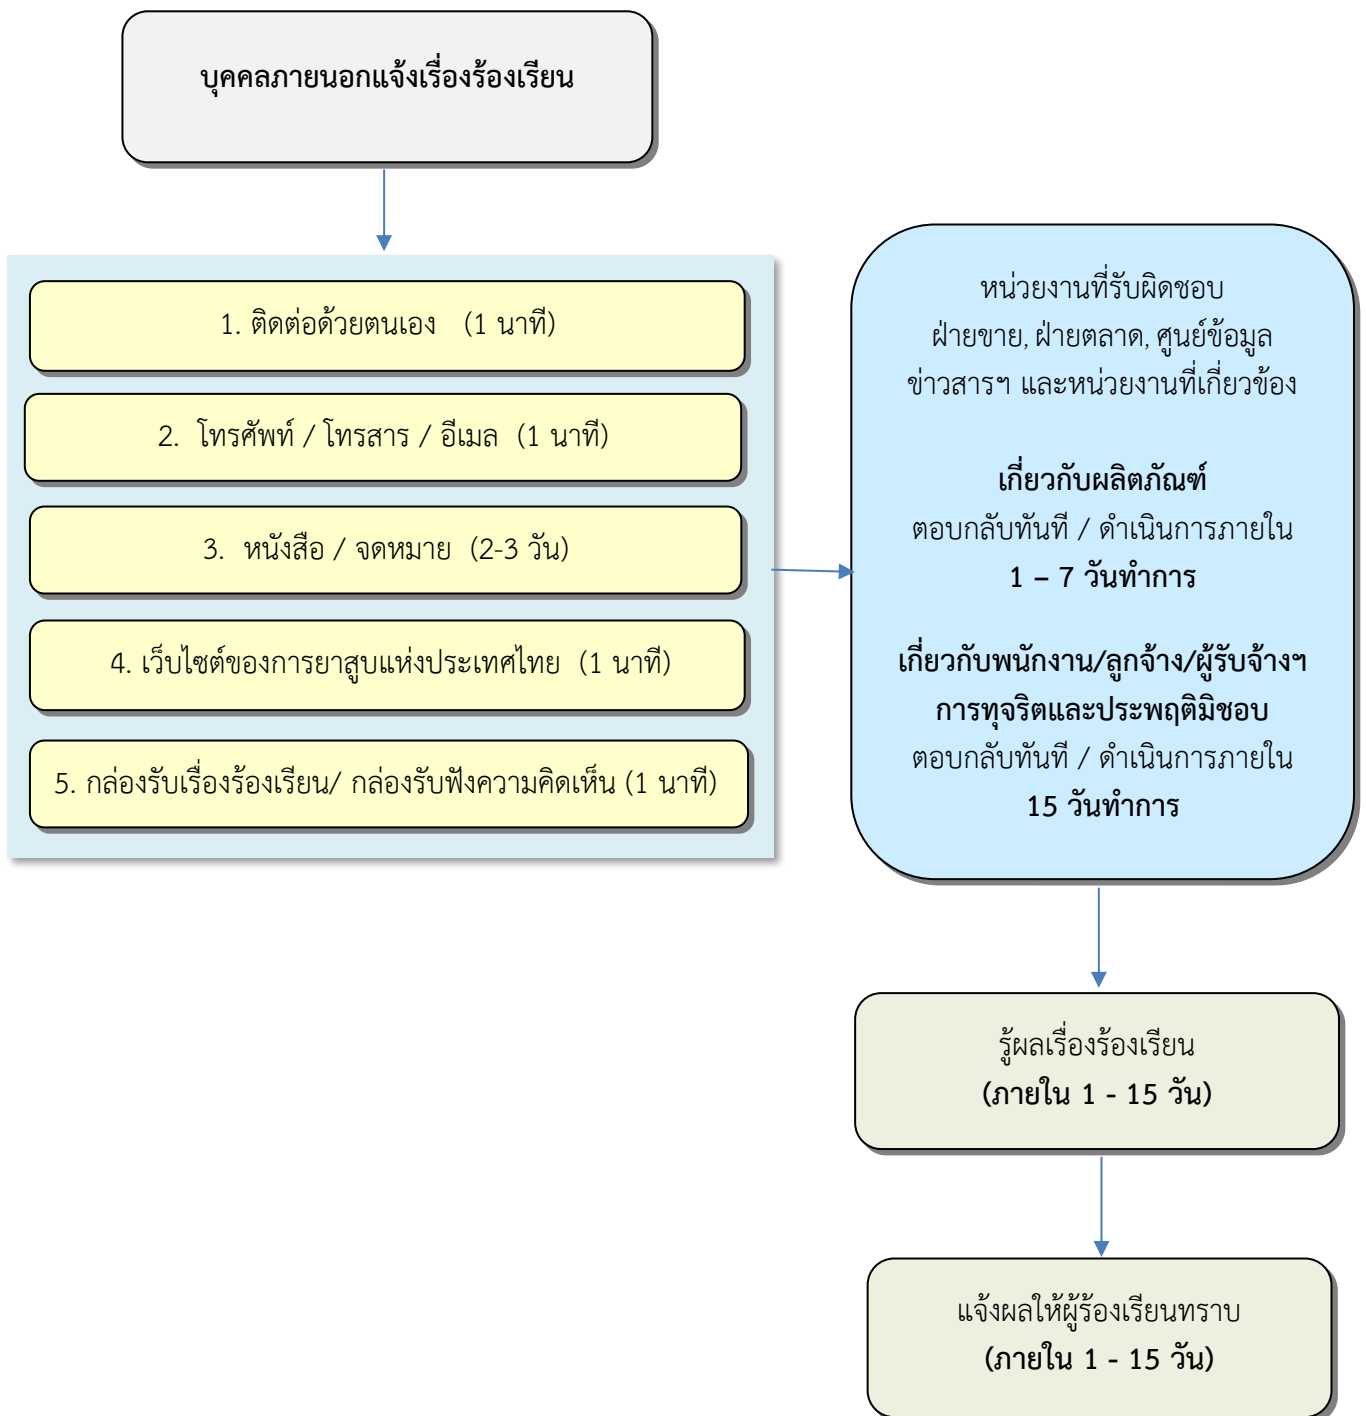 บุคคลภายนอกแจ้งเรื่องร้องเรียน
1. ติดต่อด้วยตนเอง (1 นาที)
2. โทรศัพท์ / โทรสาร / อีเมล (1 นาที)
3. หนังสือ / จดหมาย (2-3 วัน)
4. เว็บไซต์ของการยาสูบแห่งประเทศไทย (1 นาที)
5. กล่องรับเรื่องร้องเรียน/ กล่องรับฟังความคิดเห็น (1 นาที)
หน่วยงานที่รับผิดชอบ
ฝ่ายขาย, ฝ่ายตลาด, ศูนย์ข้อมูล
ข่าวสารฯ และหน่วยงานที่เกี่ยวข้อง
เกี่ยวกับผลิตภัณฑ์
ตอบกลับทันที / ดำเนินการภายใน
1 – 7 วันทำการ
เกี่ยวกับพนักงาน/ลูกจ้าง/ผู้รับจ้างฯ
การทุจริตและประพฤติมิชอบ
ตอบกลับทันที / ดำเนินการภายใน
15 วันทำการ
รู้ผลเรื่องร้องเรียน
(ภายใน 1 - 15 วัน)
แจ้งผลให้ผู้ร้องเรียนทราบ
(ภายใน 1 - 15 วัน)